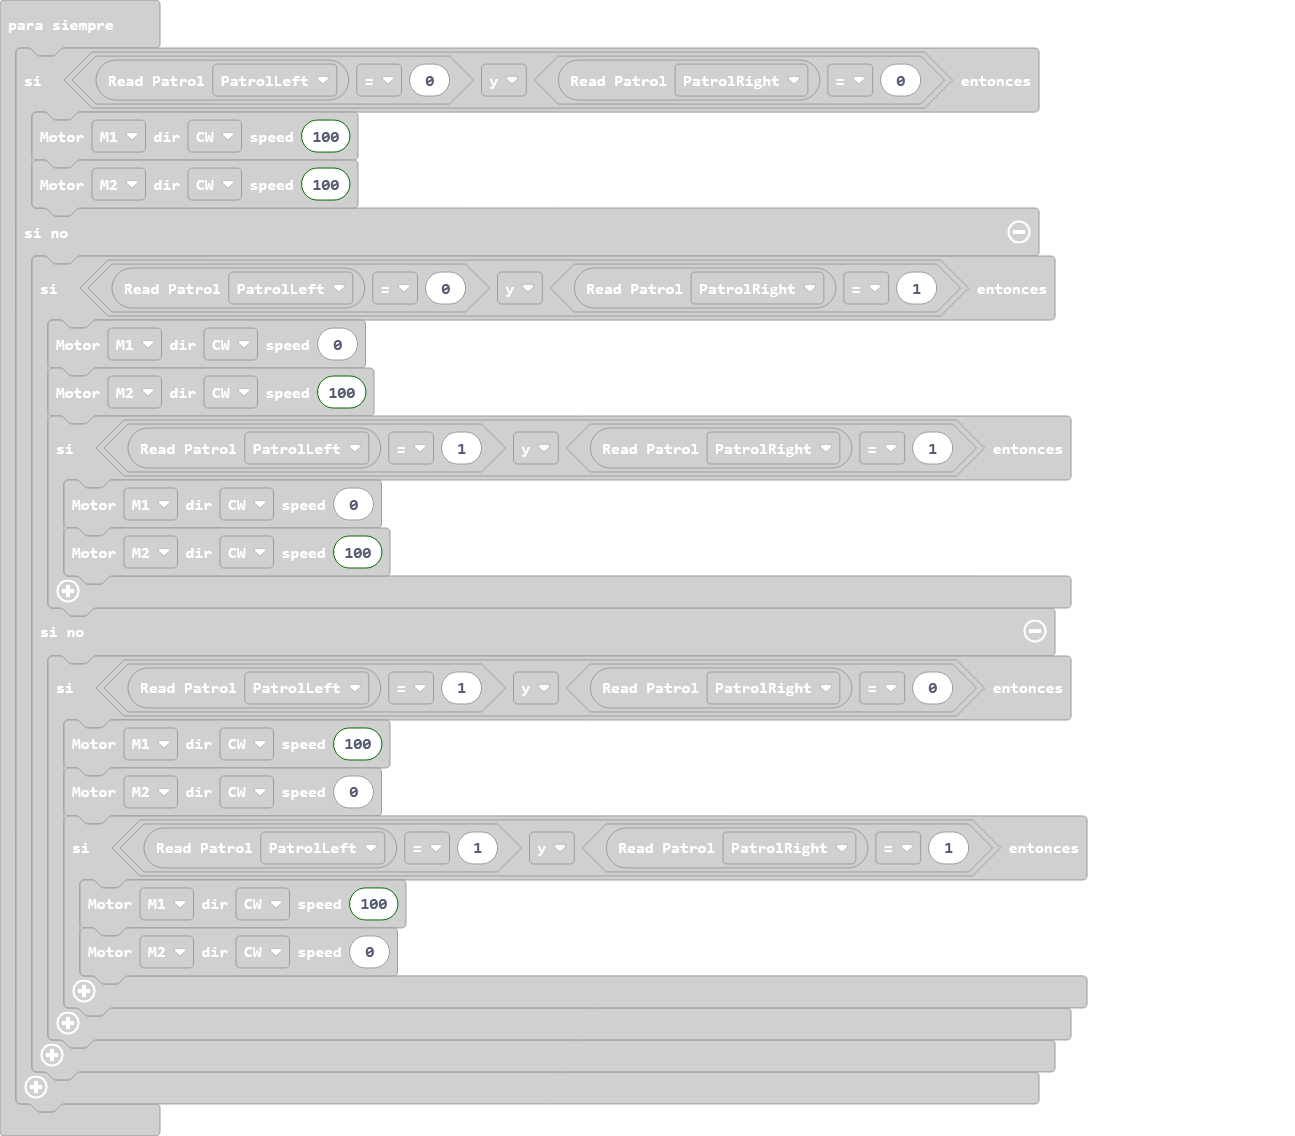 para siempre
si Read Patrol PatrolLeft = 0 y Read Patrol PatrolRight = 0 entonces
Motor M1 dir CW speed 100
Motor M2 dir CW speed 100
si no
si Read Patrol PatrolLeft = 0 y Read Patrol PatrolRight = 1 entonces
Motor M1 dir CW speed 0
Motor M2 dir CW speed 100
si Read Patrol PatrolLeft = 1 y Read Patrol PatrolRight = 1 entonces
Motor M1 dir CW speed 0
Motor M2 dir CW speed 100
si no
si Read Patrol PatrolLeft = 1 y Read Patrol PatrolRight = 0 entonces
Motor M1 dir CW speed 100
Motor M2 dir CW speed 0
si Read Patrol PatrolLeft = 1 y Read Patrol PatrolRight = 1 entonces
Motor M1 dir CW speed 100
Motor M2 dir CW speed 0